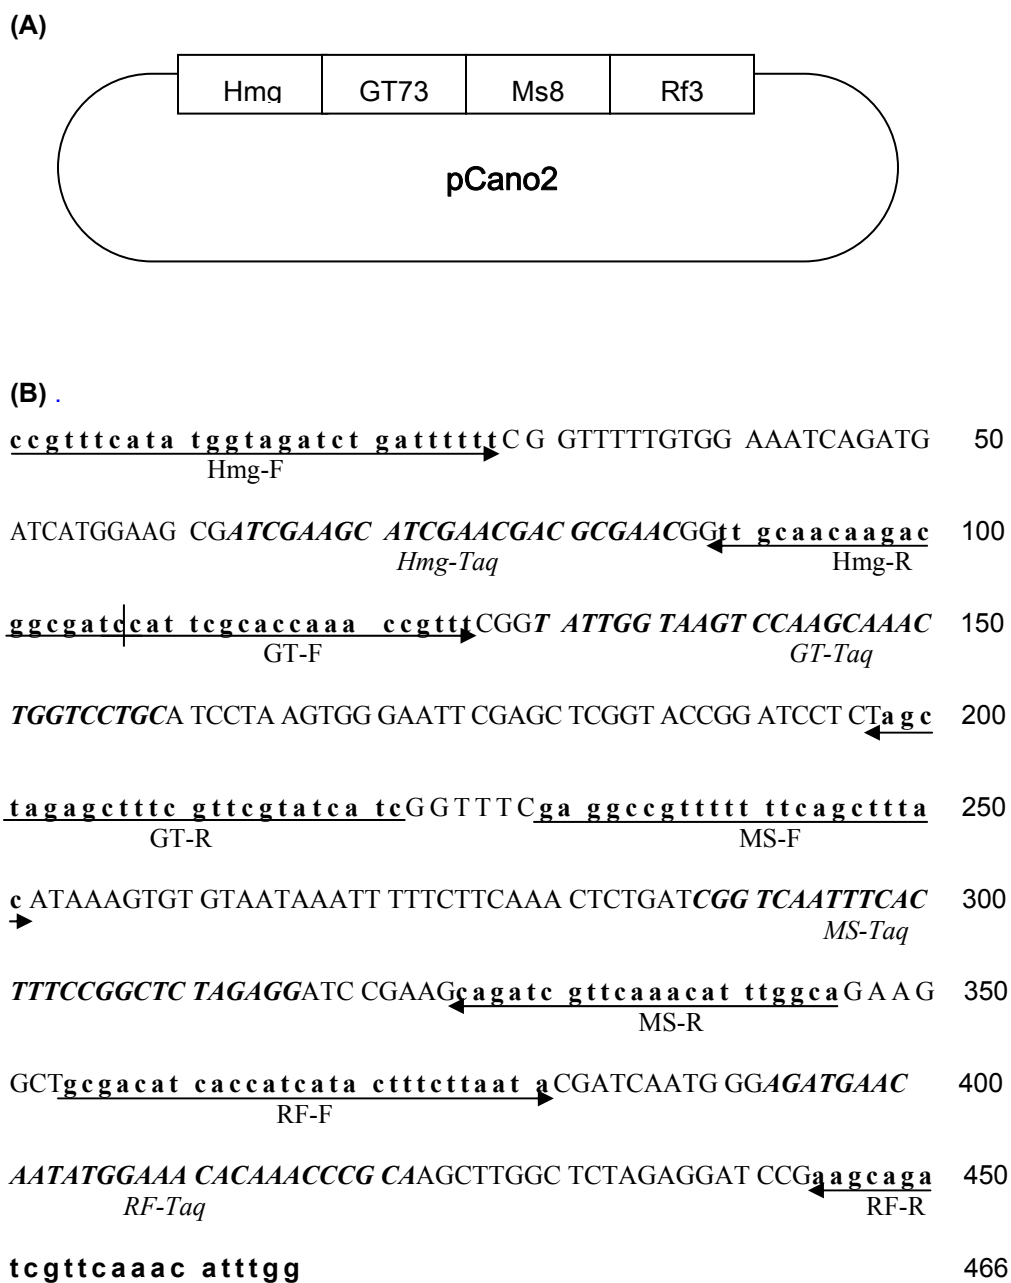 (A)
Hmg GT73 Ms8 Rf3
pCano2
(B) .
ccgtttcata tggtagatct gattttttCG GTTTTTGTGG AAATCAGATG 50
Hmg-F
ATCATGGAAG CGATCGAAGC ATCGAACGAC GCGAACGGtt gcaacaagac 100
Hmg-Taq Hmg-R
ggcgatccat tcgcaccaaa ccgtttCGGT ATTGG TAAGT CCAAGCAAAC 150
GT-F GT-Taq
TGGTCCTGCA TCCTA AGTGG GAATT CGAGC TCGGT ACCGG ATCCT CTagc 200
tagagctttc gttcgtatca tcGGTTTCga ggccgttttt ttcagcttta 250
GT-R MS-F
c ATAAAGTGT GTAATAAATT TTTCTTCAAA CTCTGATCGG TCAATTTCAC 300
MS-Taq
TTTCCGGCTC TAGAGGATCC CGAAGcagatc gttcaaacat ttggcaGAAG 350
MS-R
GCTgcgacat caccatcata ctttcttaat aCGATCAATG GGAGATGAAC 400
RF-F
AATATGGAAA CACAAACCCG CAAGCTTGGC TCTAGAGGAT CCGaagcaga 450
RF-Taq RF-R
tcgttcaaac atttgg 466